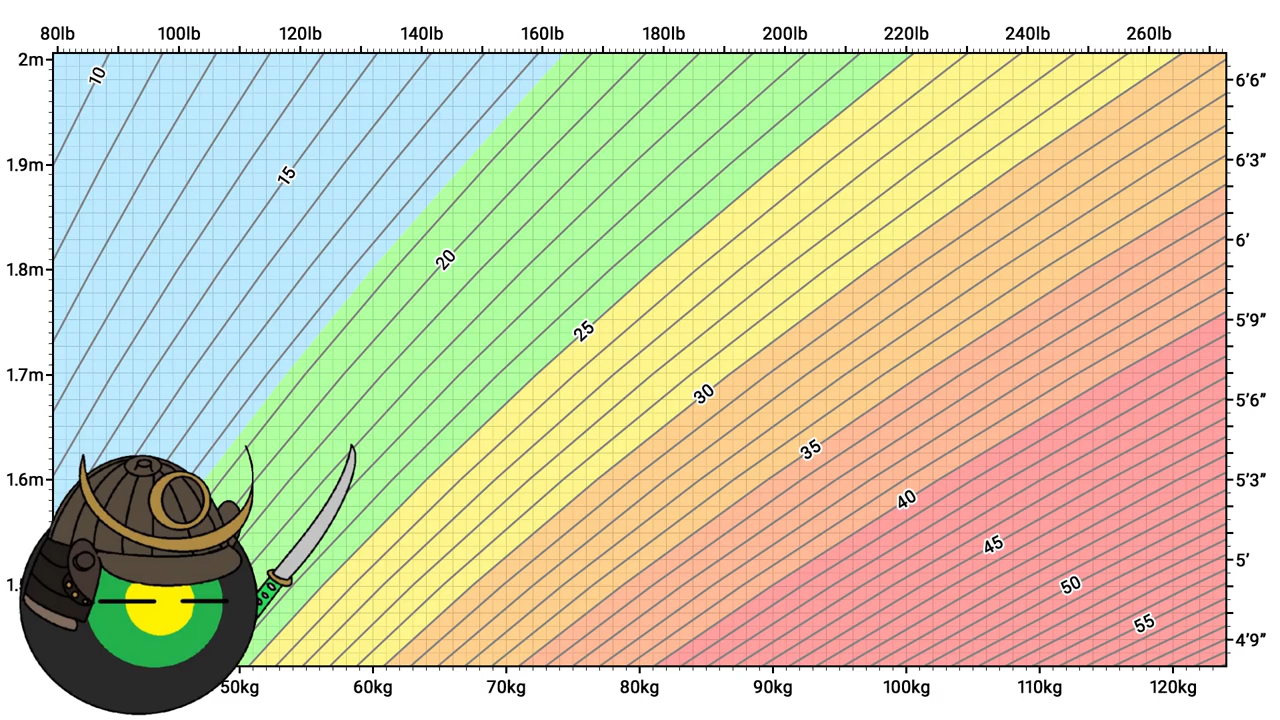 80lb 100lb 120lb 140lb 160lb 180lb 200lb 220lb 240lb 260lb
2m
10
6′6″
1.9m
15
6′3″
6′
20
1.8m
5′9″
25
1.7m
30
5′6″
35
1.6m
5′3″
40
45
5′
1.
50
55
4′9″
50kg 60kg 70kg 80kg 90kg 100kg 110kg 120kg